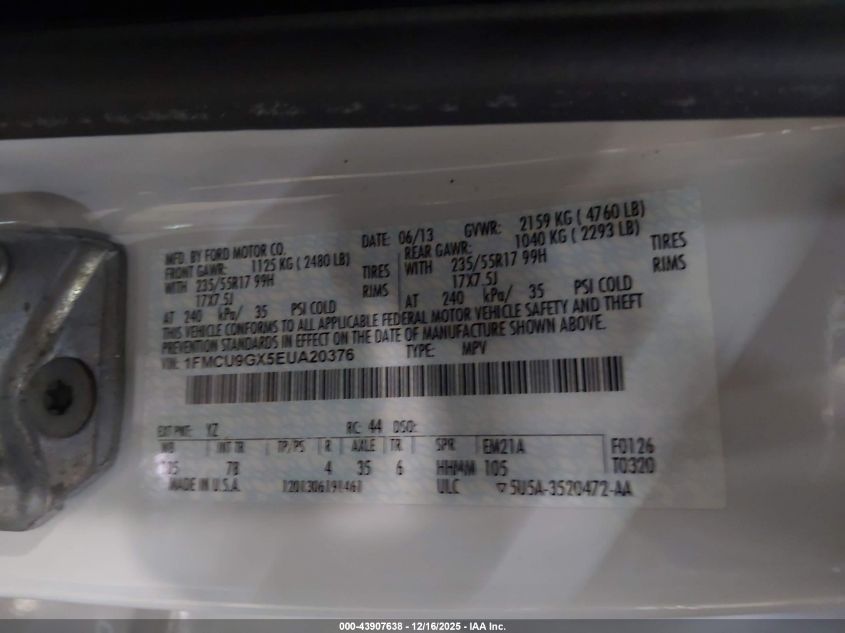 MFD. BY FORD MOTOR CO.
DATE: 06/13 GVWR: 2159 KG ( 4760 LB)
FRONT GAWR: 1125 KG ( 2480 LB)
WITH 235/55R17 99H TIRES
17X7.5J RIMS
AT 240 kPa/ 35 PSI COLD
REAR GAWR: 1040 KG ( 2293 LB)
WITH 235/55R17 99H TIRES
17X7.5J RIMS
AT 240 kPa/ 35 PSI COLD
THIS VEHICLE CONFORMS TO ALL APPLICABLE FEDERAL MOTOR VEHICLE SAFETY AND THEFT
PREVENTION STANDARDS IN EFFECT ON THE DATE OF MANUFACTURE SHOWN ABOVE.
VIN: 1FMCU9GX5EUA20376 TYPE: MPV
EXT PNT: YZ RC: 44 DSO:
WB INT TR TP/PS R AXLE TR SPR EM21A F0126
78 4 35 6 HHMM 105 T0320
MADE IN U.S.A. 1201306191461 ULC ▽5U5A-3520472-AA
000-43907638 - 12/16/2025 - IAA Inc.